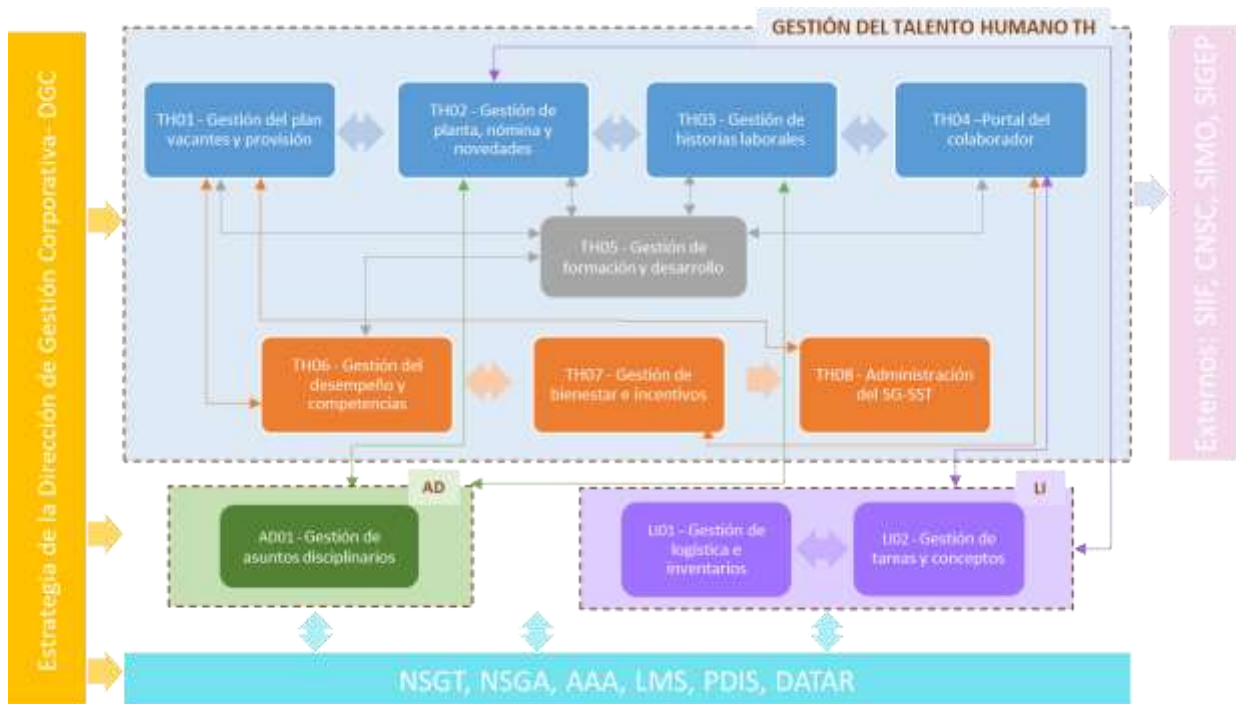 GESTIÓN DEL TALENTO HUMANO TH
Estrategia de la Dirección de Gestión Corporativa- DGC
TH01 - Gestión del plan
vacantes y provisión
TH02 - Gestión de
planta, nómina y
novedades
TH03 - Gestión de
historias laborales
TH04 –Portal del
colaborador
TH05 - Gestión de
formación y desarrollo
TH06 - Gestión del
desempeño y
competencias
TH07 - Gestión de
bienestar e incentivos
TH08 - Administración
del SG-SST
Externos: SIIF, CNSC, SIMO, SIGEP
AD
AD01 - Gestión de
asuntos disciplinarios
LI
LI01 - Gestión de
logística e
inventarios
LI02 - Gestión de
tareas y conceptos
NSGT, NSGA, AAA, LMS, PDIS, DATAR